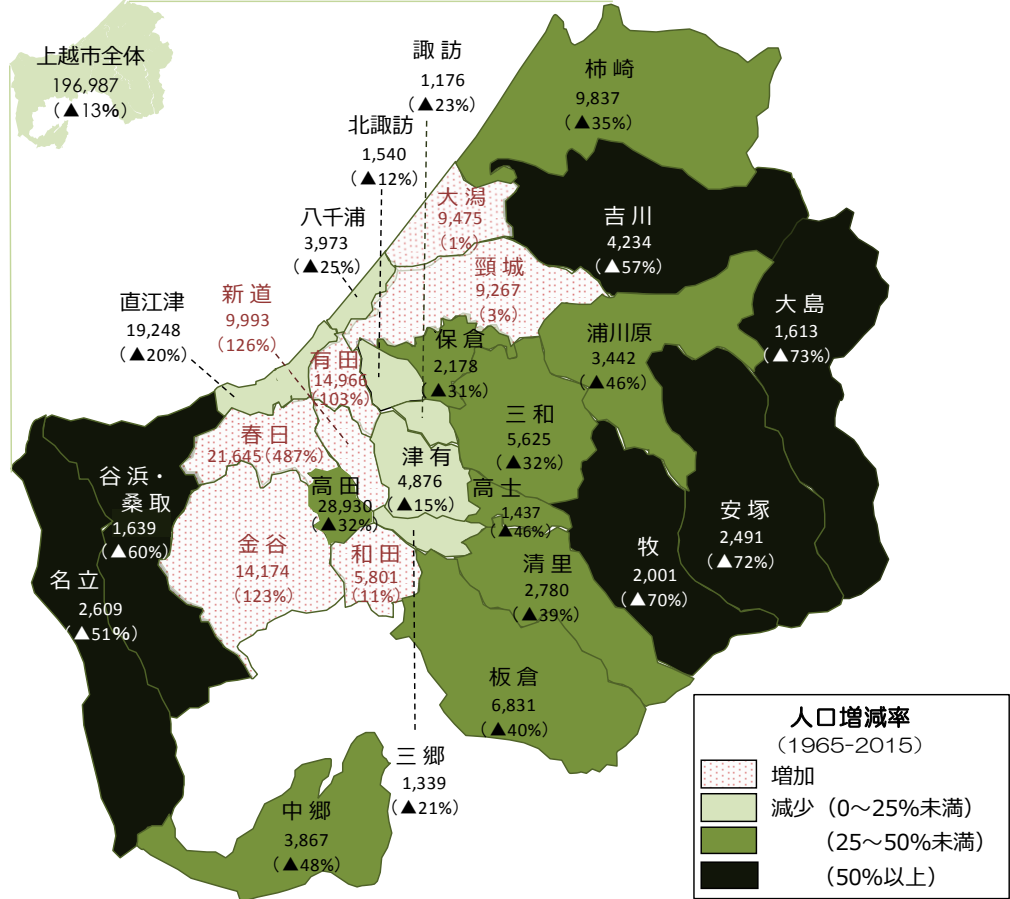 上越市全体
196,987
(▲13%)
諏訪
1,176
(▲23%)
柿崎
9,837
(▲35%)
北諏訪
1,540
(▲12%)
大潟
9,475
(1%)
吉川
4,234
(▲57%)
八千浦
3,973
(▲25%)
頸城
9,267
(3%)
新道
9,993
(126%)
直江津
19,248
(▲20%)
大島
1,613
(▲73%)
浦川原
3,442
(▲46%)
保倉
2,178
(▲31%)
有田
14,966
(103%)
三和
5,625
(▲32%)
春日
21,645(487%)
津有
4,876
(▲15%)
谷浜・
桑取
1,639
(▲60%)
高田
28,930
(▲32%)
高士
1,437
(▲46%)
安塚
2,491
(▲72%)
金谷
14,174
(123%)
和田
5,801
(11%)
牧
2,001
(▲70%)
清里
2,780
(▲39%)
名立
2,609
(▲51%)
板倉
6,831
(▲40%)
三郷
1,339
(▲21%)
中郷
3,867
(▲48%)
人口増減率
(1965-2015)
増加
減少 (0～25%未満)
(25～50%未満)
(50%以上)